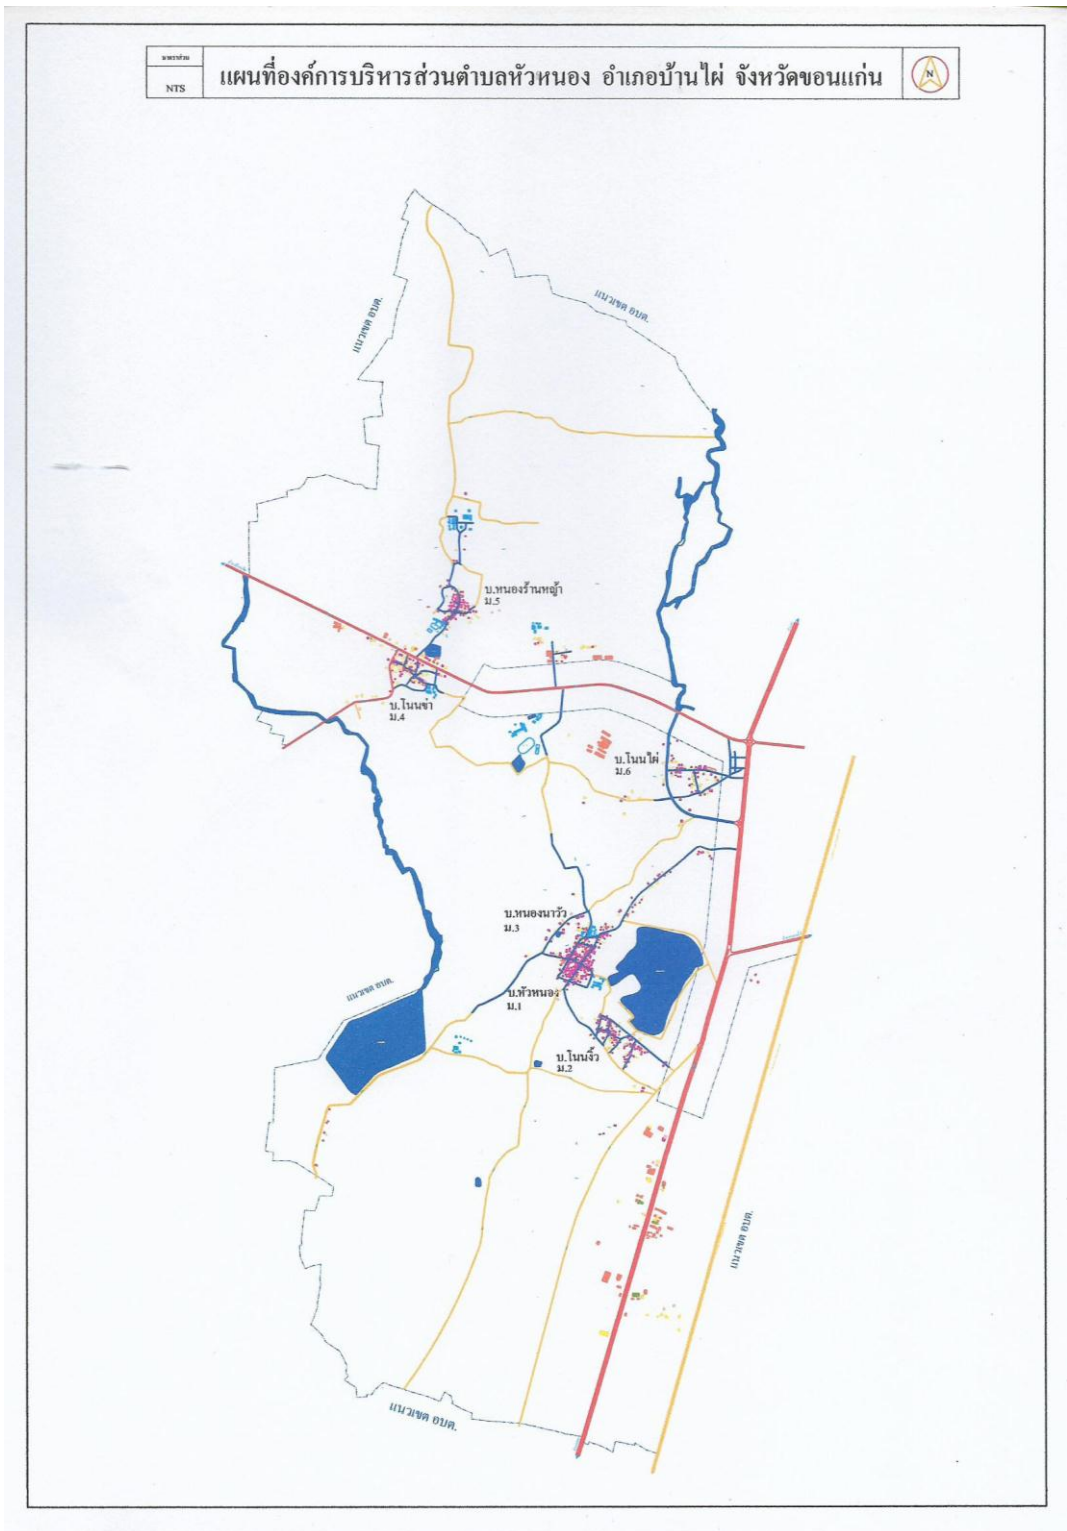 มาตราส่วน
NTS
แผนที่องค์การบริหารส่วนตำบลหัวหนอง อำเภอบ้านไผ่ จังหวัดขอนแก่น
N
แนวเขต อบต.
แนวเขต อบต.
บ.หนองร้านหญ้า
ม.5
บ.โนนขำ
ม.4
บ.โนนไผ่
ม.6
บ.หนองนาวัว
ม.3
แนวเขต อบต.
บ.หัวหนอง
ม.1
บ.โนนงิ้ว
ม.2
แนวเขต อบต.
แนวเขต อบต.